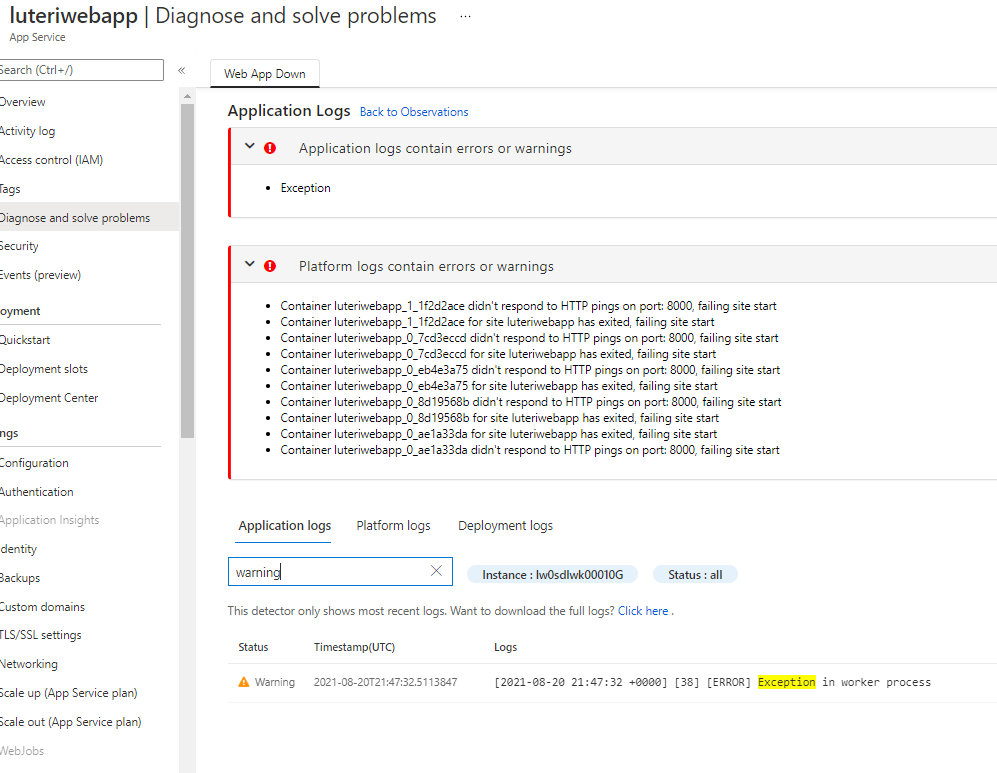 luteriwebapp | Diagnose and solve problems ...
App Service
Search (Ctrl+/)
«
Overview
Activity log
Access control (IAM)
Tags
Diagnose and solve problems
Security
Events (preview)
oyment
Quickstart
Deployment slots
Deployment Center
ngs
Configuration
Authentication
Application Insights
Identity
Backups
Custom domains
TLS/SSL settings
Networking
Scale up (App Service plan)
Scale out (App Service plan)
WebJobs
Web App Down
Application Logs Back to Observations
Application logs contain errors or warnings
• Exception
Platform logs contain errors or warnings
• Container luteriwebapp_1_1f2d2ace didn't respond to HTTP pings on port: 8000, failing site start
• Container luteriwebapp_1_1f2d2ace for site luteriwebapp has exited, failing site start
• Container luteriwebapp_0_7cd3eccd didn't respond to HTTP pings on port: 8000, failing site start
• Container luteriwebapp_0_7cd3eccd for site luteriwebapp has exited, failing site start
• Container luteriwebapp_0_eb4e3a75 didn't respond to HTTP pings on port: 8000, failing site start
• Container luteriwebapp_0_eb4e3a75 for site luteriwebapp has exited, failing site start
• Container luteriwebapp_0_8d19568b didn't respond to HTTP pings on port: 8000, failing site start
• Container luteriwebapp_0_8d19568b for site luteriwebapp has exited, failing site start
• Container luteriwebapp_0_ae1a33da for site luteriwebapp has exited, failing site start
• Container luteriwebapp_0_ae1a33da didn't respond to HTTP pings on port: 8000, failing site start
Application logs Platform logs Deployment logs
warning Instance : lw0sdlwk00010G Status : all
This detector only shows most recent logs. Want to download the full logs? Click here .
Status Timestamp(UTC) Logs
Warning 2021-08-20T21:47:32.5113847 [2021-08-20 21:47:32 +0000] [38] [ERROR] Exception in worker process